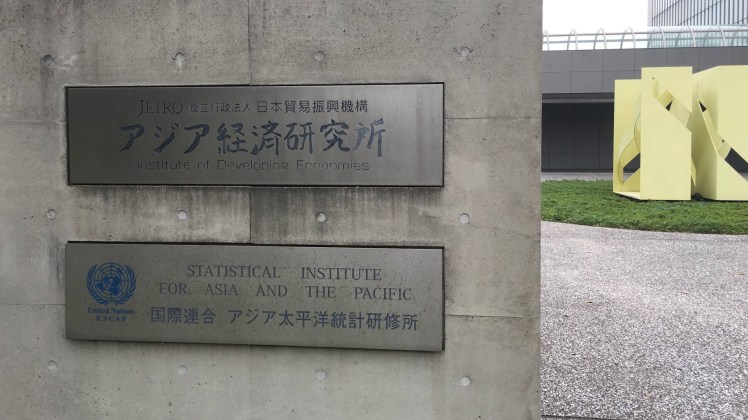 JETRO 独立行政法人 日本貿易振興機構
アジア経済研究所
Institute of Developing Economies
STATISTICAL INSTITUTE
FOR ASIA AND THE PACIFIC
United Nations
ESCAP
国際連合 アジア太平洋統計研修所